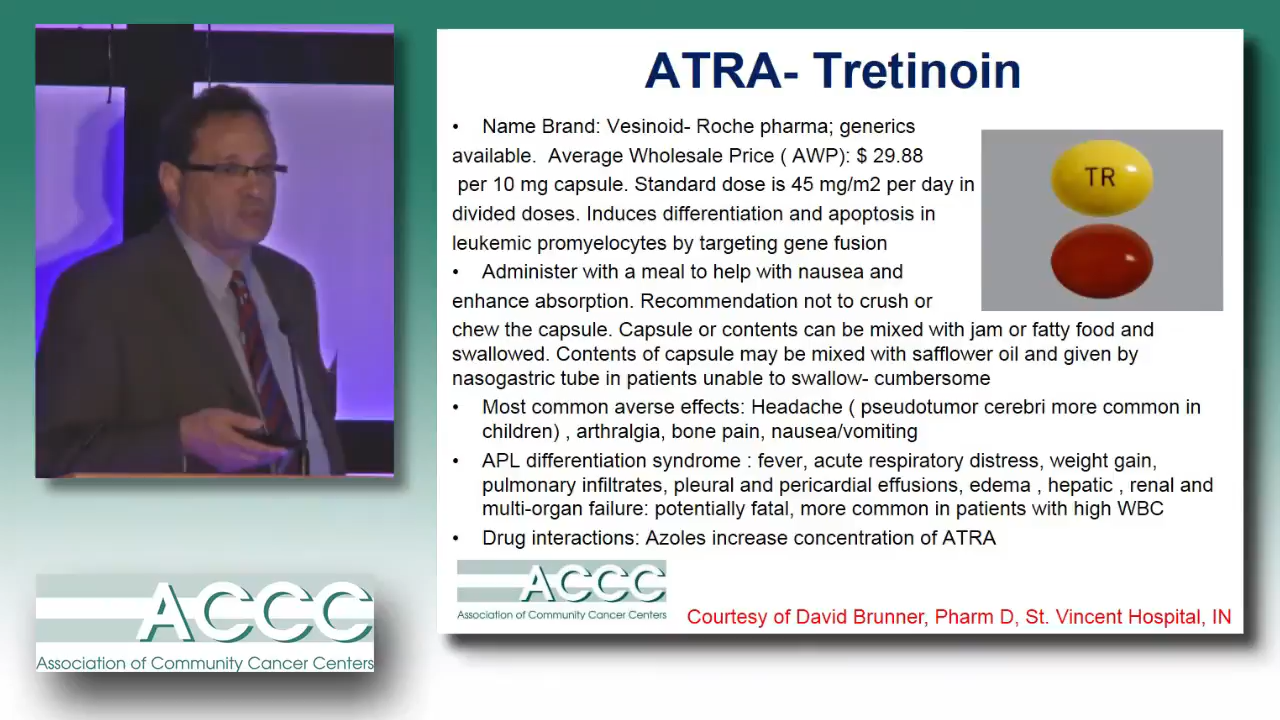 ATRA- Tretinoin
• Name Brand: Vesinoid- Roche pharma; generics
available. Average Wholesale Price ( AWP): $ 29.88
per 10 mg capsule. Standard dose is 45 mg/m2 per day in
divided doses. Induces differentiation and apoptosis in
leukemic promyelocytes by targeting gene fusion
• Administer with a meal to help with nausea and
enhance absorption. Recommendation not to crush or
chew the capsule. Capsule or contents can be mixed with jam or fatty food and
swallowed. Contents of capsule may be mixed with safflower oil and given by
nasogastric tube in patients unable to swallow- cumbersome
• Most common averse effects: Headache ( pseudotumor cerebri more common in
children) , arthralgia, bone pain, nausea/vomiting
• APL differentiation syndrome : fever, acute respiratory distress, weight gain,
pulmonary infiltrates, pleural and pericardial effusions, edema , hepatic , renal and
multi-organ failure: potentially fatal, more common in patients with high WBC
• Drug interactions: Azoles increase concentration of ATRA
TR
ACCC
Association of Community Cancer Centers
Courtesy of David Brunner, Pharm D, St. Vincent Hospital, IN
ACCC
Association of Community Cancer Centers